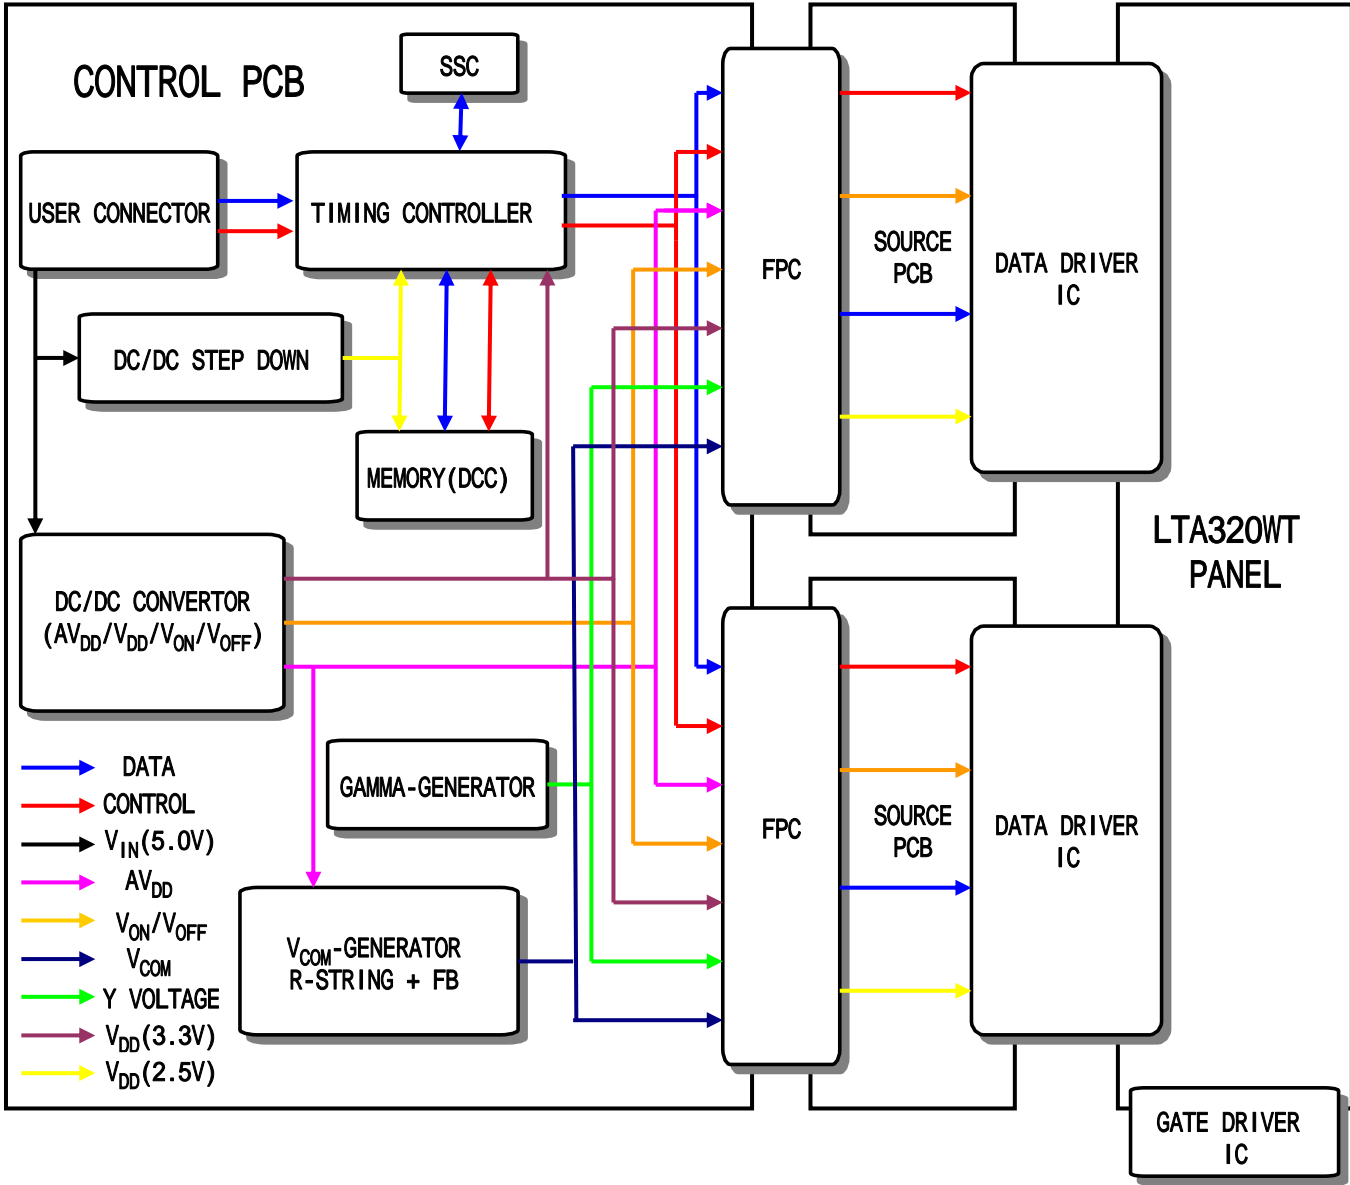 CONTROL PCB
SSC
USER CONNECTOR
TIMING CONTROLLER
DC/DC STEP DOWN
MEMORY(DCC)
DC/DC CONVERTOR
(AVDD/VDD/VON/VOFF)
GAMMA-GENERATOR
VCOM-GENERATOR
R-STRING + FB
DATA
CONTROL
VIN(5.0V)
AVDD
VON/VOFF
VCOM
Y VOLTAGE
VDD(3.3V)
VDD(2.5V)
FPC
SOURCE
PCB
DATA DRIVER
IC
FPC
SOURCE
PCB
DATA DRIVER
IC
LTA320WT
PANEL
GATE DRIVER
IC